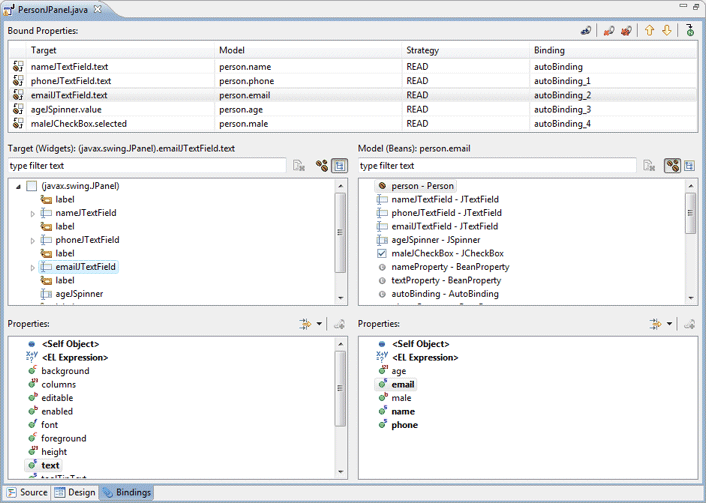 PersonJPanel.java
Bound Properties:
Target Model Strategy Binding
nameJTextField.text person.name READ autoBinding
phoneJTextField.text person.phone READ autoBinding_1
emailJTextField.text person.email READ autoBinding_2
ageJSpinner.value person.age READ autoBinding_3
maleJCheckBox.selected person.male READ autoBinding_4
Target (Widgets): (javax.swing.JPanel).emailJTextField.text
type filter text
(javax.swing.JPanel)
label
nameJTextField
label
phoneJTextField
label
emailJTextField
label
ageJSpinner
Model (Beans): person.email
type filter text
person - Person
nameJTextField - JTextField
phoneJTextField - JTextField
emailJTextField - JTextField
ageJSpinner - JSpinner
maleJCheckBox - JCheckBox
nameProperty - BeanProperty
textProperty - BeanProperty
autoBinding - AutoBinding
Properties:
<Self Object>
X+Y =? <EL Expression>
background
columns
editable
enabled
font
foreground
height
text
toolTipText
Properties:
<Self Object>
X+Y =? <EL Expression>
age
email
male
name
phone
Source Design Bindings